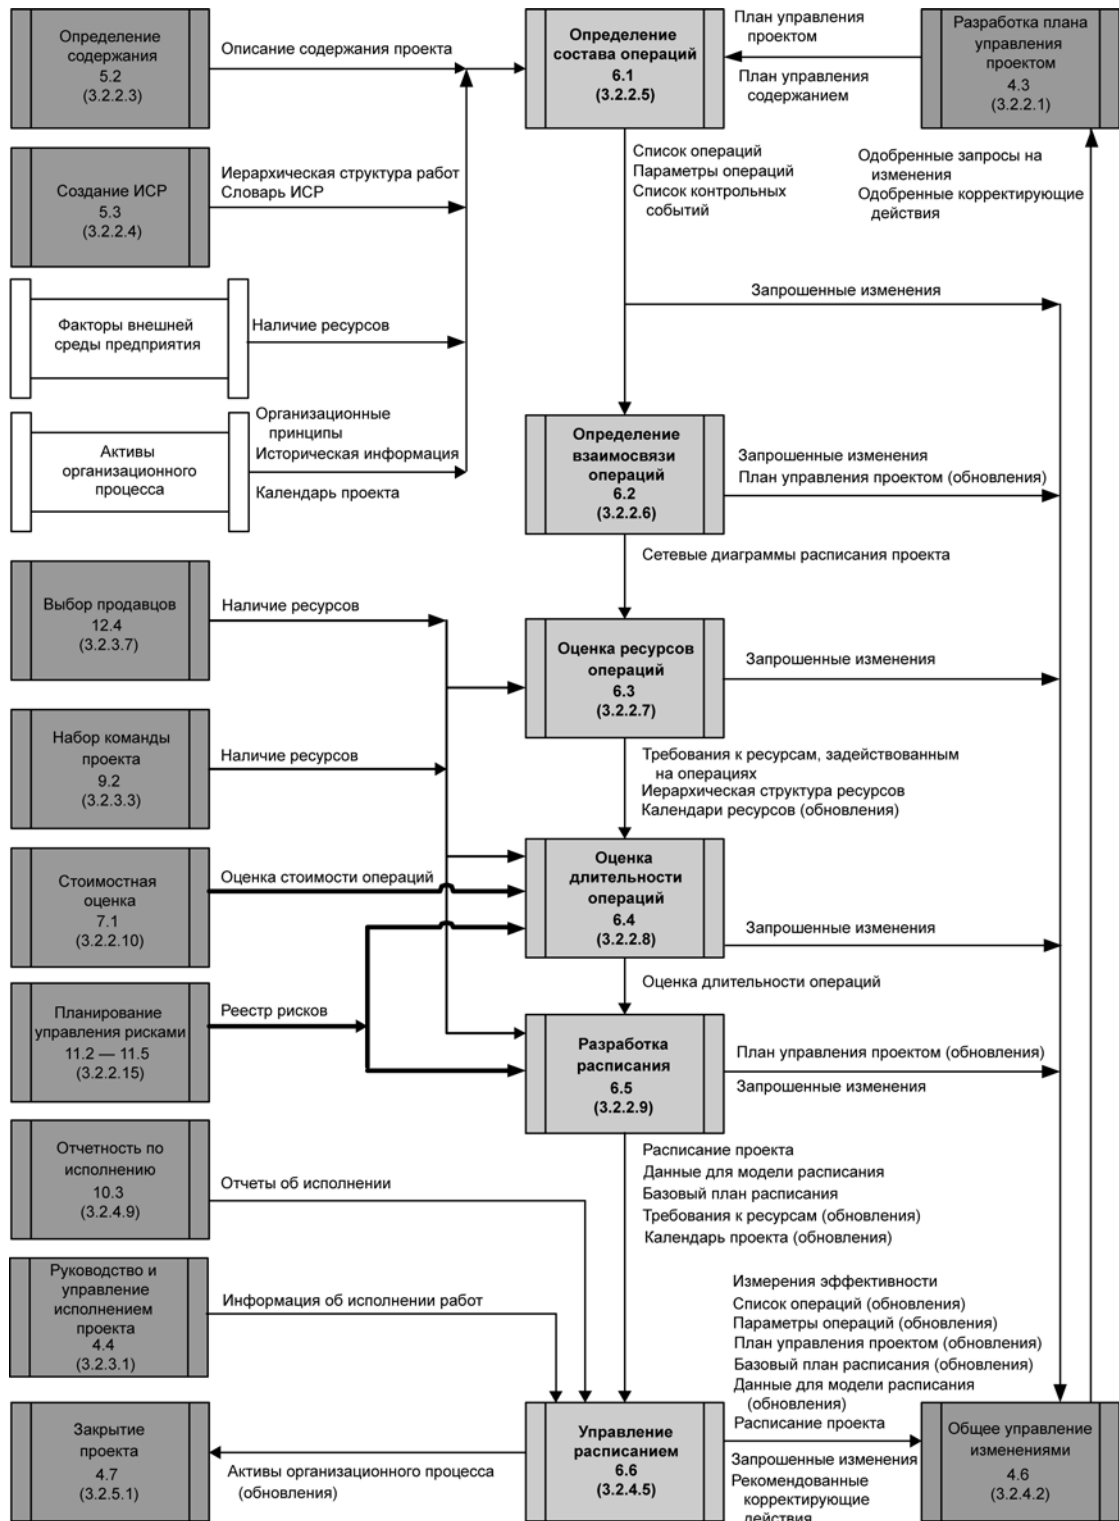 Определение
содержания
5.2
(3.2.2.3)
Описание содержания проекта
Определение
состава операций
6.1
(3.2.2.5)
План управления
проектом
План управления
содержанием
Разработка плана
управления
проектом
4.3
(3.2.2.1)
Создание ИСР
5.3
(3.2.2.4)
Иерархическая структура работ
Словарь ИСР
Список операций
Параметры операций
Список контрольных
событий
Одобренные запросы на
изменения
Одобренные корректирующие
действия
Факторы внешней
среды предприятия
Наличие ресурсов
Запрошенные изменения
Активы
организационного
процесса
Организационные
принципы
Историческая информация
Календарь проекта
Определение
взаимосвязи
операций
6.2
(3.2.2.6)
Запрошенные изменения
План управления проектом (обновления)
Сетевые диаграммы расписания проекта
Выбор продавцов
12.4
(3.2.3.7)
Наличие ресурсов
Оценка ресурсов
операций
6.3
(3.2.2.7)
Запрошенные изменения
Набор команды
проекта
9.2
(3.2.3.3)
Наличие ресурсов
Требования к ресурсам, задействованным
на операциях
Иерархическая структура ресурсов
Календари ресурсов (обновления)
Стоимостная
оценка
7.1
(3.2.2.10)
Оценка стоимости операций
Оценка
длительности
операций
6.4
(3.2.2.8)
Запрошенные изменения
Оценка длительности операций
Планирование
управления рисками
11.2 — 11.5
(3.2.2.15)
Реестр рисков
Разработка
расписания
6.5
(3.2.2.9)
План управления проектом (обновления)
Запрошенные изменения
Отчетность по
исполнению
10.3
(3.2.4.9)
Отчеты об исполнении
Расписание проекта
Данные для модели расписания
Базовый план расписания
Требования к ресурсам (обновления)
Календарь проекта (обновления)
Руководство и
управление
исполнением
проекта
4.4
(3.2.3.1)
Информация об исполнении работ
Измерения эффективности
Список операций (обновления)
Параметры операций (обновления)
План управления проектом (обновления)
Базовый план расписания (обновления)
Данные для модели расписания
(обновления)
Расписание проекта
Запрошенные изменения
Рекомендованные
корректирующие
действия
Закрытие
проекта
4.7
(3.2.5.1)
Активы организационного процесса
(обновления)
Управление
расписанием
6.6
(3.2.4.5)
Общее управление
изменениями
4.6
(3.2.4.2)